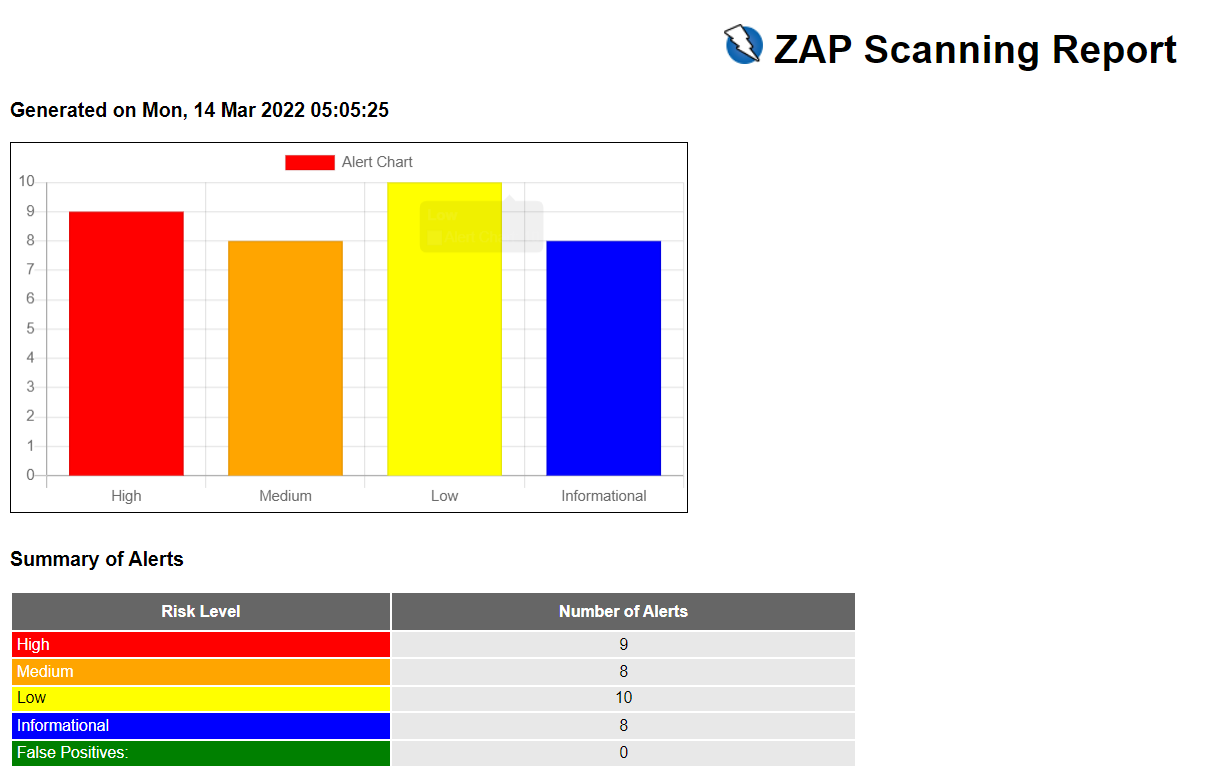 ZAP Scanning Report
Generated on Mon, 14 Mar 2022 05:05:25
Alert Chart
10
9
8
7
6
5
4
3
2
1
0
High Medium Low Informational
Summary of Alerts
Risk Level Number of Alerts
High 9
Medium 8
Low 10
Informational 8
False Positives: 0